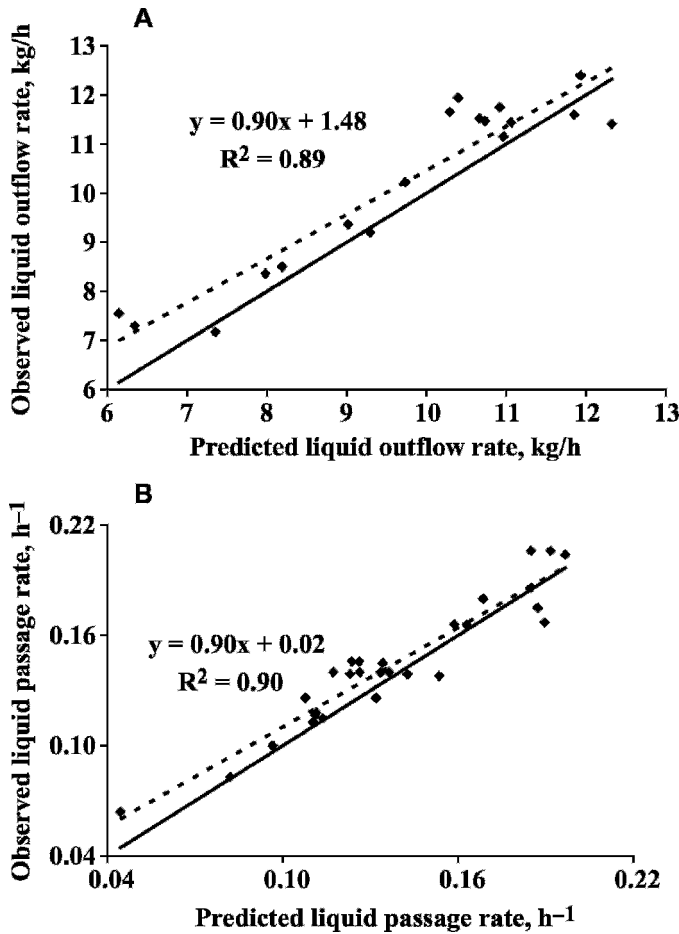 A
13
12
11
10
9
8
7
6
Observed liquid outflow rate, kg/h
y = 0.90x + 1.48
R² = 0.89
6 7 8 9 10 11 12 13
Predicted liquid outflow rate, kg/h
B
0.22
0.16
0.10
0.04
Observed liquid passage rate, h⁻¹
y = 0.90x + 0.02
R² = 0.90
0.04 0.10 0.16 0.22
Predicted liquid passage rate, h⁻¹